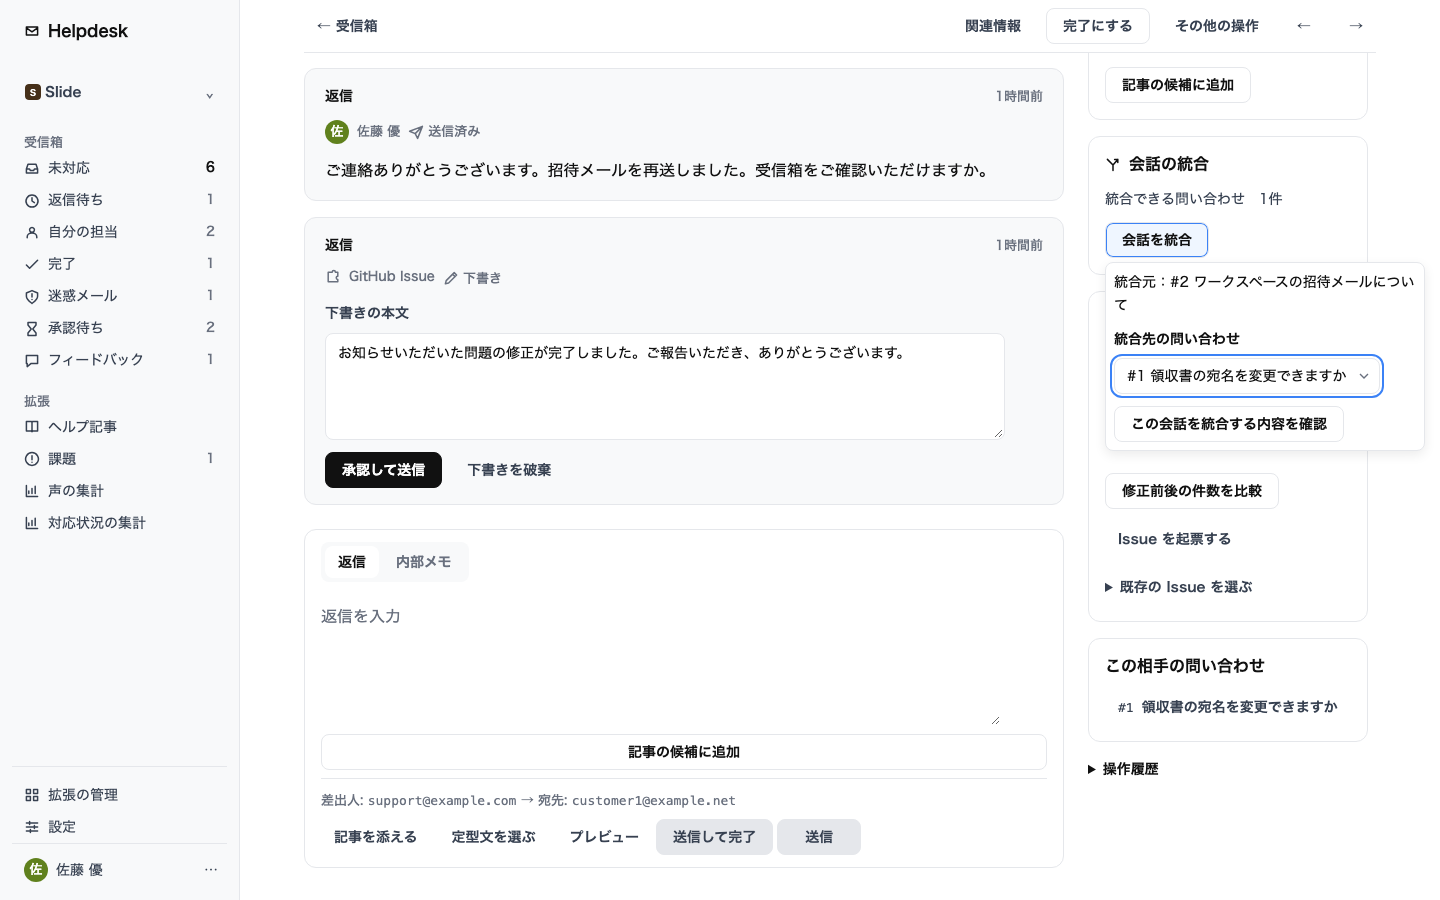 Helpdesk
S Slide
受信箱
未対応 6
返信待ち 1
自分の担当 2
完了 1
迷惑メール 1
承認待ち 2
フィードバック 1
拡張
ヘルプ記事
課題 1
声の集計
対応状況の集計
拡張の管理
設定
佐 佐藤 優 …
← 受信箱
関連情報 完了にする その他の操作 ← →
返信 1時間前
佐 佐藤 優 送信済み
ご連絡ありがとうございます。招待メールを再送しました。受信箱をご確認いただけますか。
返信 1時間前
GitHub Issue 下書き
下書きの本文
お知らせいただいた問題の修正が完了しました。ご報告いただき、ありがとうございます。
承認して送信 下書きを破棄
返信 内部メモ
返信を入力
記事の候補に追加
差出人: support@example.com → 宛先: customer1@example.net
記事を添える 定型文を選ぶ プレビュー 送信して完了 送信
記事の候補に追加
会話の統合
統合できる問い合わせ 1件
会話を統合
統合元：#2 ワークスペースの招待メールについ
て
統合先の問い合わせ
#1 領収書の宛名を変更できますか
この会話を統合する内容を確認
修正前後の件数を比較
Issue を起票する
▶ 既存の Issue を選ぶ
この相手の問い合わせ
#1 領収書の宛名を変更できますか
▶ 操作履歴